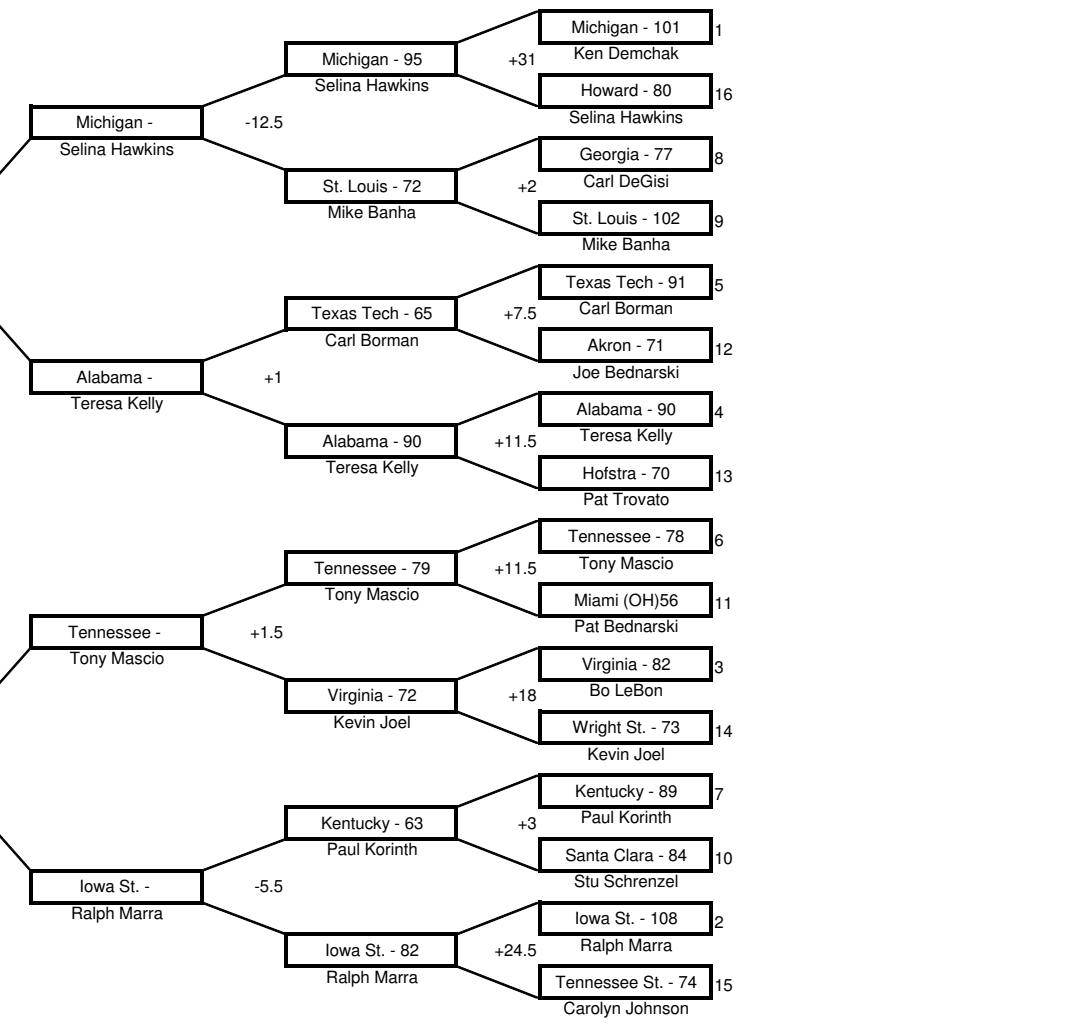 Michigan - 101
1
Ken Demchak
Michigan - 95
+31
Selina Hawkins
Howard - 80
16
Selina Hawkins
Michigan -
-12.5
Selina Hawkins
Georgia - 77
8
Carl DeGisi
St. Louis - 72
+2
Mike Banha
St. Louis - 102
9
Mike Banha
Texas Tech - 91
5
Carl Borman
Texas Tech - 65
+7.5
Carl Borman
Akron - 71
12
Joe Bednarski
Alabama -
+1
Teresa Kelly
Alabama - 90
4
Teresa Kelly
Alabama - 90
+11.5
Teresa Kelly
Hofstra - 70
13
Pat Trovato
Tennessee - 78
6
Tony Mascio
Tennessee - 79
+11.5
Tony Mascio
Miami (OH)56
11
Pat Bednarski
Tennessee -
+1.5
Tony Mascio
Virginia - 82
3
Bo LeBon
Virginia - 72
+18
Kevin Joel
Wright St. - 73
14
Kevin Joel
Kentucky - 89
7
Paul Korinth
Kentucky - 63
+3
Paul Korinth
Santa Clara - 84
10
Stu Schrenzel
Iowa St. -
-5.5
Ralph Marra
Iowa St. - 108
2
Ralph Marra
Iowa St. - 82
+24.5
Ralph Marra
Tennessee St. - 74
15
Carolyn Johnson